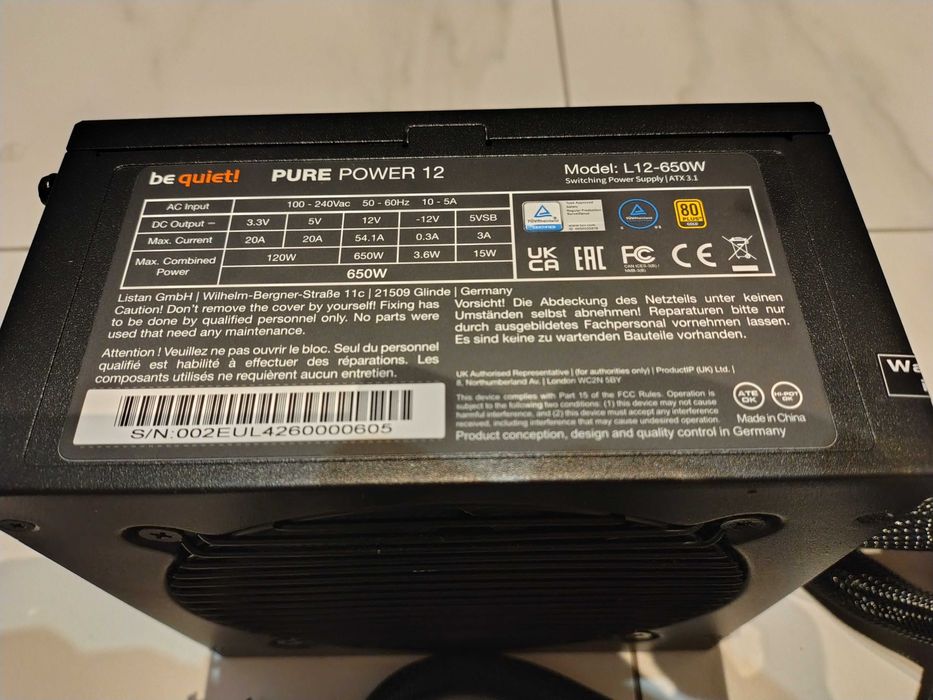 be quiet! PURE POWER 12
Model: L12-650W
Switching Power Supply | ATX 3.1
AC Input 100 - 240Vac 50 - 60Hz 10 - 5A
DC Output 3.3V 5V 12V -12V 5VSB
Max. Current 20A 20A 54.1A 0.3A 3A
Max. Combined Power 120W 650W 3.6W 15W
650W
TÜVRheinland
CERTIFIED
TÜVRheinland
80
PLUS
GOLD
UK
CA
EAC
FC
CE
Listan GmbH | Wilhelm-Bergner-Straße 11c | 21509 Glinde | Germany
Caution! Don't remove the cover by yourself! Fixing has
to be done by qualified personnel only. No parts were
used that need any maintenance.
Attention ! Veuillez ne pas ouvrir le bloc. Seul du personnel
qualifié est habilité à effectuer des réparations. Les
composants utilisés ne requièrent aucun entretien.
Vorsicht! Die Abdeckung des Netzteils unter keinen
Umständen selbst abnehmen! Reparaturen bitte nur
durch ausgebildetes Fachpersonal vornehmen lassen.
Es sind keine zu wartenden Bauteile vorhanden.
UK Authorised Representative | (for authorities only) | ProductIP (UK) Ltd. |
8, Northumberland Av. | London WC2N 5BY
This device complies with Part 15 of the FCC Rules. Operation is
subject to the following two conditions: (1) this device may not cause
harmful interference, and (2) this device must accept any interference
received, including interference that may cause undesired operation.
Product conception, design and quality control in Germany
ATE
OK
HI-POT
OK
Made in China
S/N:002EUL4260000605